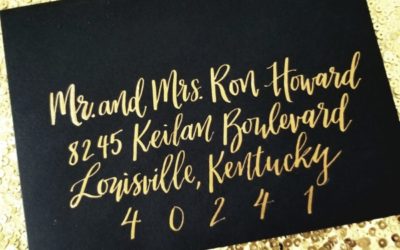 Mr. and Mrs. Ron Howard
8245 Keilan Boulevard
Louisville, Kentucky
40241